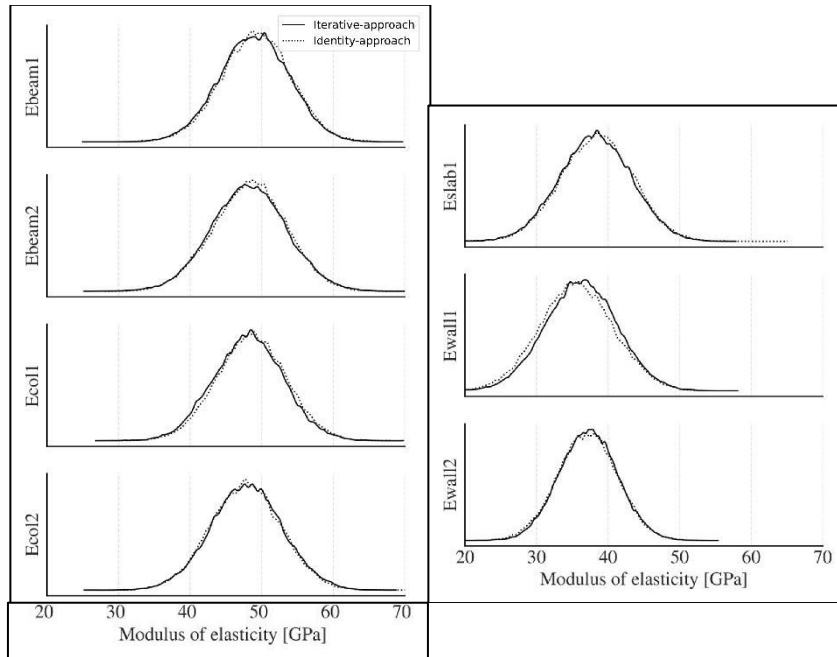 Iterative-approach
Identity-approach
Ebeam1
Ebeam2
Ecol1
Ecol2
20 30 40 50 60 70
Modulus of elasticity [GPa]
Eslab1
Ewall1
Ewall2
20 30 40 50 60 70
Modulus of elasticity [GPa]